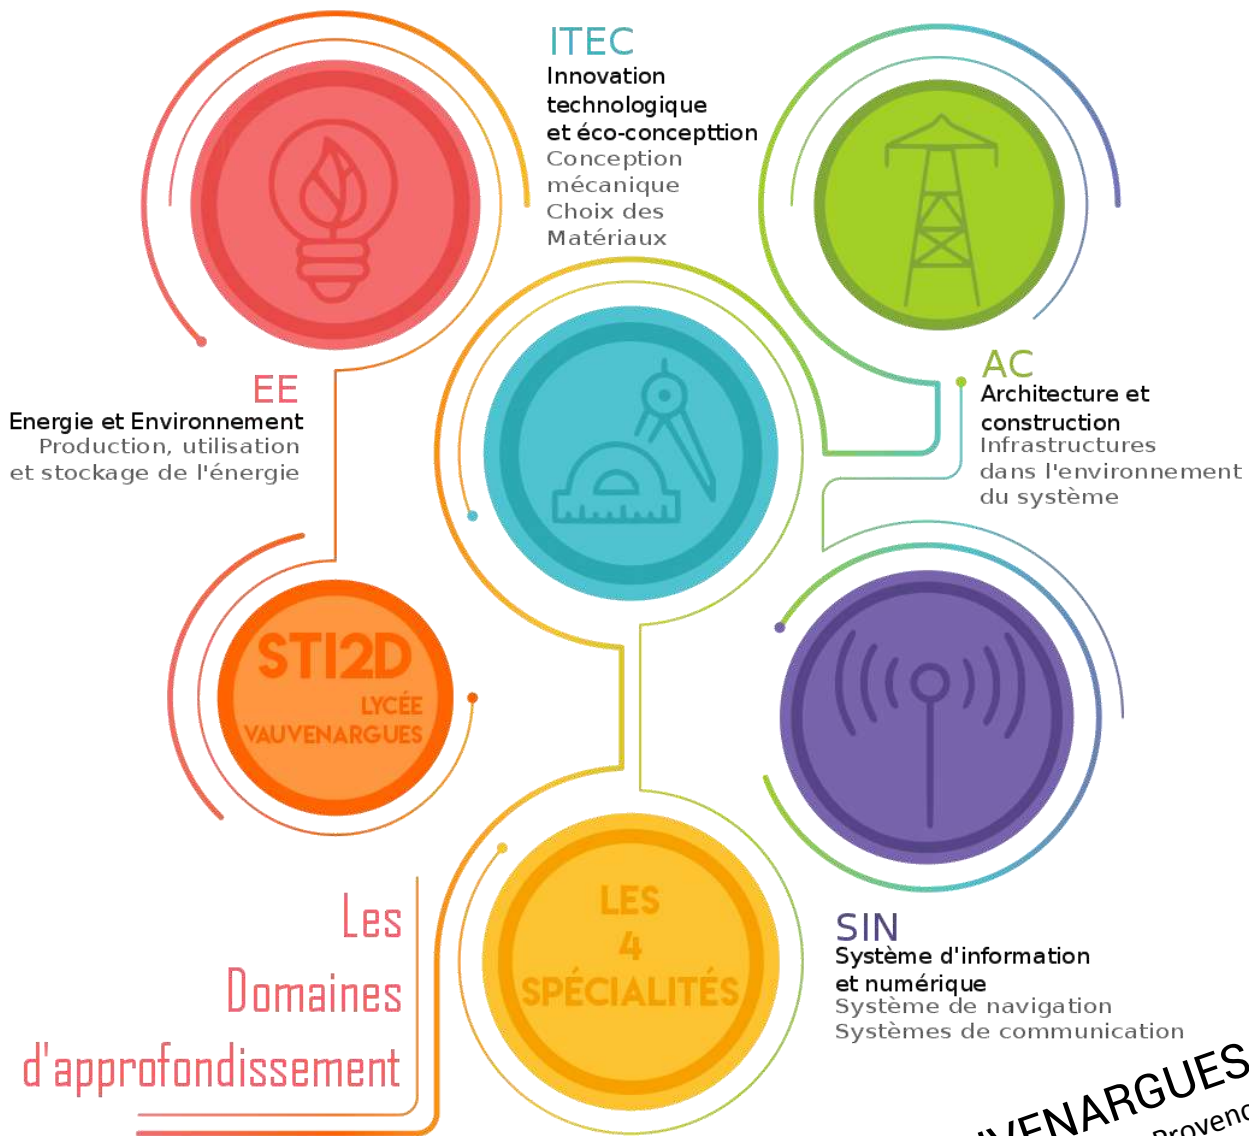 ITEC
Innovation
technologique
et éco-concepttion
Conception
mécanique
Choix des
Matériaux
EE
Energie et Environnement
Production, utilisation
et stockage de l'énergie
AC
Architecture et
construction
Infrastructures
dans l'environnement
du système
STI2D
LYCÉE
VAUVENARGUES
LES
4
SPÉCIALITÉS
Les
Domaines
d'approfondissement
SIN
Système d'information
et numérique
Système de navigation
Systèmes de communication